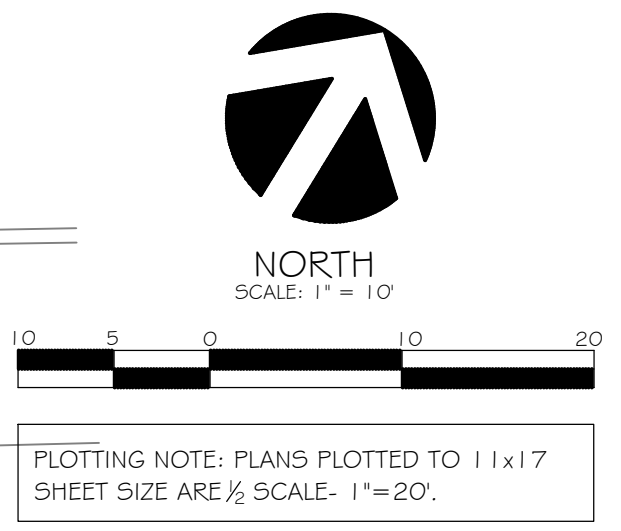 NORTH
SCALE: 1" = 10'
10 5 0 10 20
PLOTTING NOTE: PLANS PLOTTED TO 11x17
SHEET SIZE ARE ½ SCALE- 1"=20'.